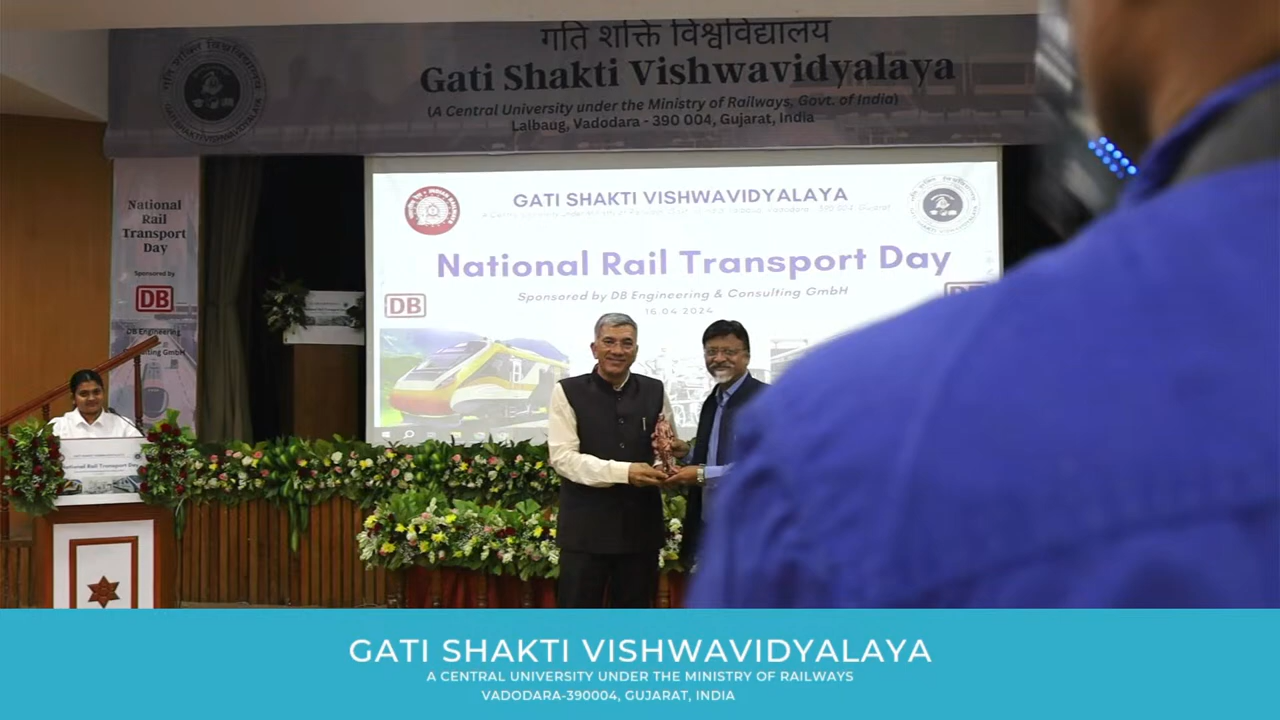 गति शक्ति विश्वविद्यालय
Gati Shakti Vishwavidyalaya
(A Central University under the Ministry of Railways, Govt. of India)
Lalbaug, Vadodara - 390 004, Gujarat, India
National
Rail
Transport
Day
Sponsored by
DB
DB Engineering
GmbH
GATI SHAKTI VISHWAVIDYALAYA
National Rail Transport Day
Sponsored by DB Engineering & Consulting GmbH
16.04.2024
DB
National Rail Transport Day
GATI SHAKTI VISHWAVIDYALAYA
A CENTRAL UNIVERSITY UNDER THE MINISTRY OF RAILWAYS
VADODARA-390004, GUJARAT, INDIA